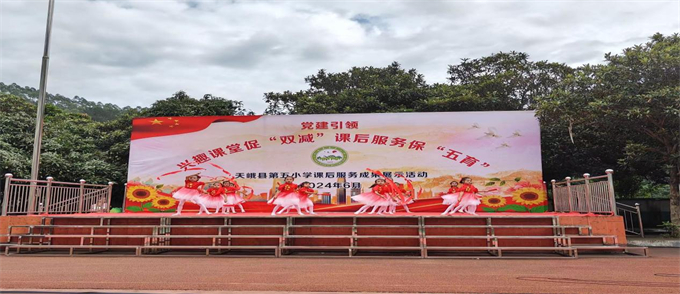 党建引领
兴趣课堂促“双减”课后服务保“五育”
天峨县第五小学课后服务成果展示活动
2024年6月